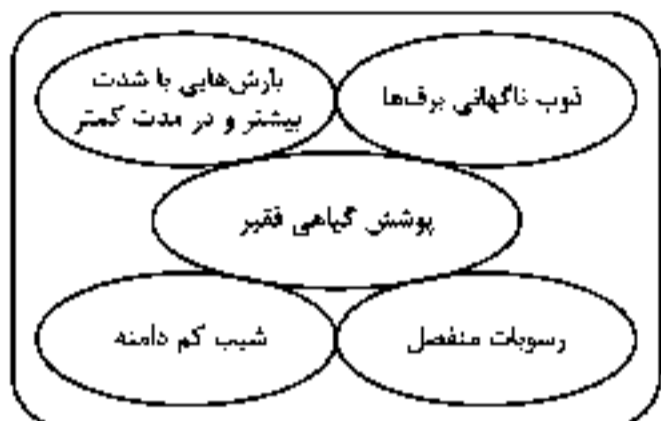 بارش‌هایی با شدت
بیشتر و در مدت کمتر
ذوب ناگهانی برف‌ها
پوشش گیاهی فقیر
شیب کم دامنه
رسوبات منفصل